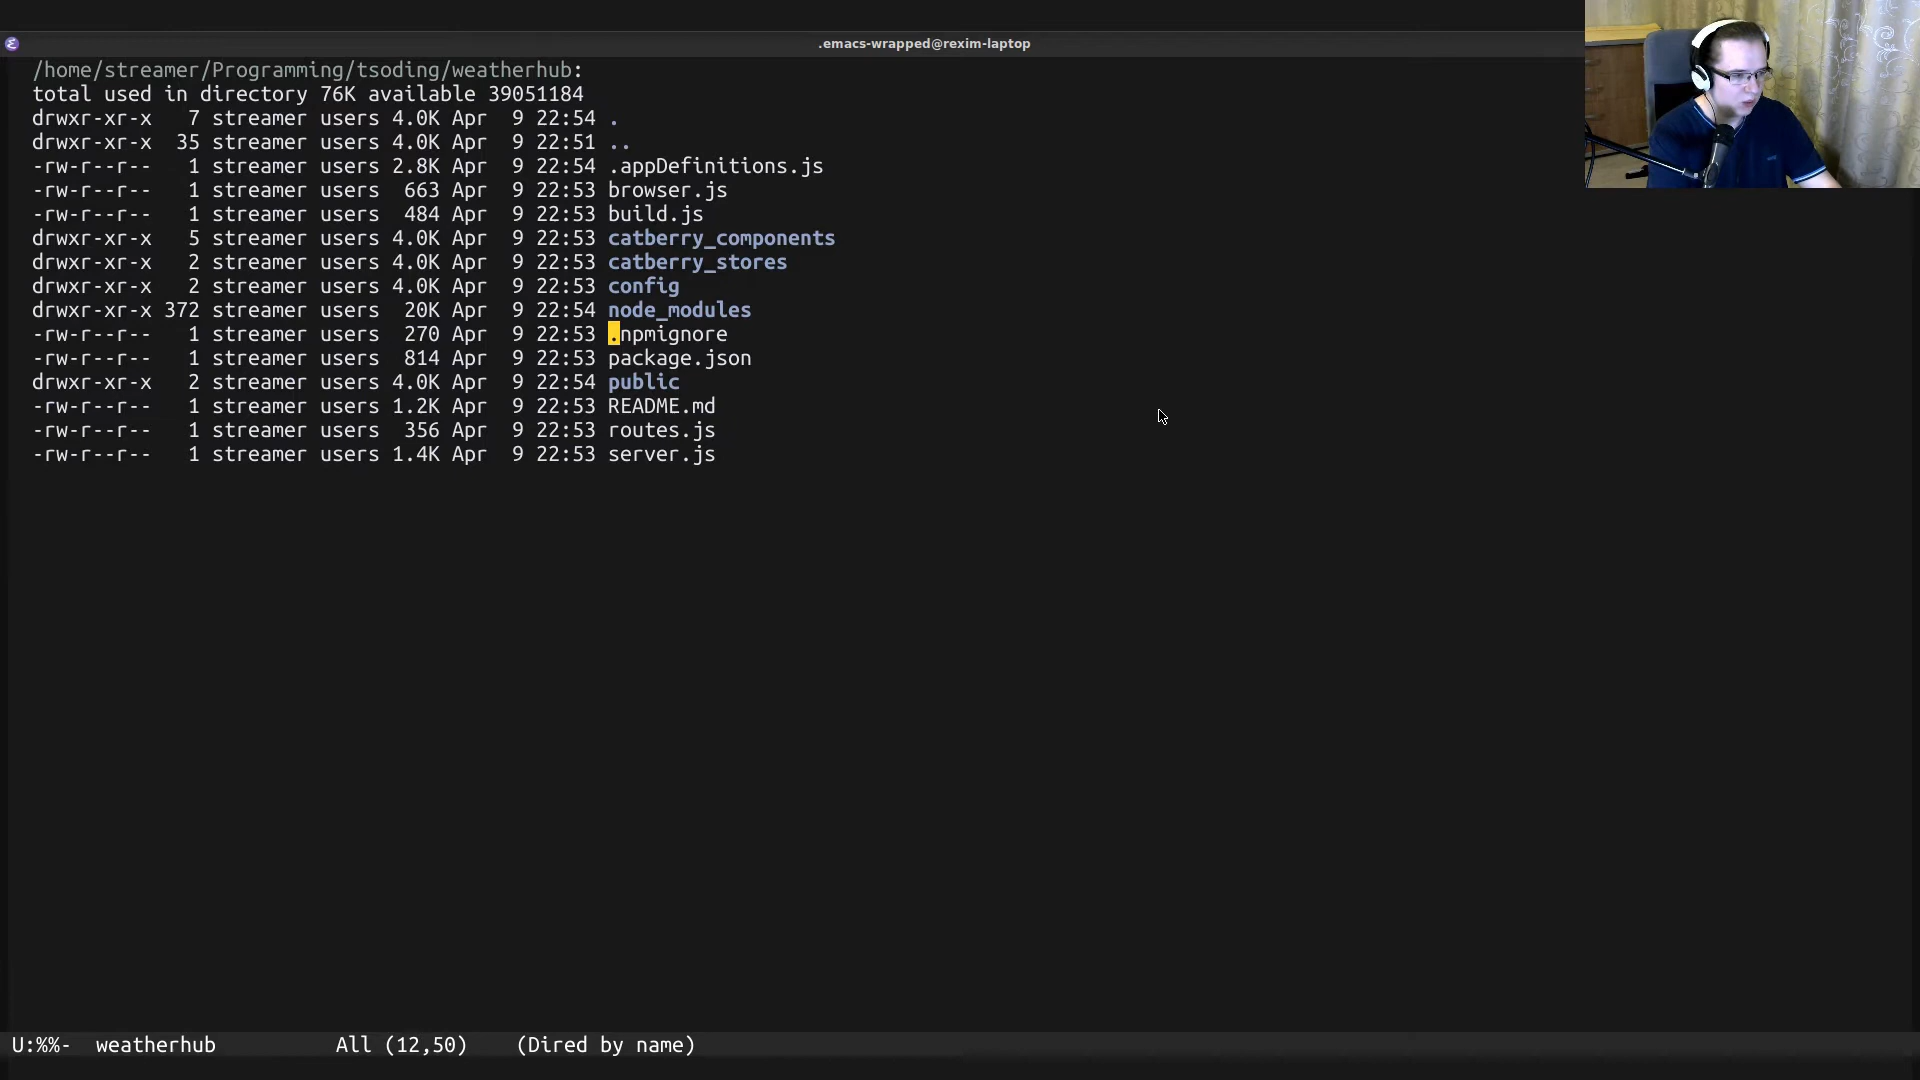 .emacs-wrapped@rexim-laptop
/home/streamer/Programming/tsoding/weatherhub:
total used in directory 76K available 39051184
drwxr-xr-x   7 streamer users 4.0K Apr  9 22:54 .
drwxr-xr-x  35 streamer users 4.0K Apr  9 22:51 ..
-rw-r--r--   1 streamer users 2.8K Apr  9 22:54 .appDefinitions.js
-rw-r--r--   1 streamer users  663 Apr  9 22:53 browser.js
-rw-r--r--   1 streamer users  484 Apr  9 22:53 build.js
drwxr-xr-x   5 streamer users 4.0K Apr  9 22:53 catberry_components
drwxr-xr-x   2 streamer users 4.0K Apr  9 22:53 catberry_stores
drwxr-xr-x   2 streamer users 4.0K Apr  9 22:53 config
drwxr-xr-x 372 streamer users  20K Apr  9 22:54 node_modules
-rw-r--r--   1 streamer users  270 Apr  9 22:53 .npmignore
-rw-r--r--   1 streamer users  814 Apr  9 22:53 package.json
drwxr-xr-x   2 streamer users 4.0K Apr  9 22:54 public
-rw-r--r--   1 streamer users 1.2K Apr  9 22:53 README.md
-rw-r--r--   1 streamer users  356 Apr  9 22:53 routes.js
-rw-r--r--   1 streamer users 1.4K Apr  9 22:53 server.js
U:%%-  weatherhub          All (12,50)    (Dired by name)